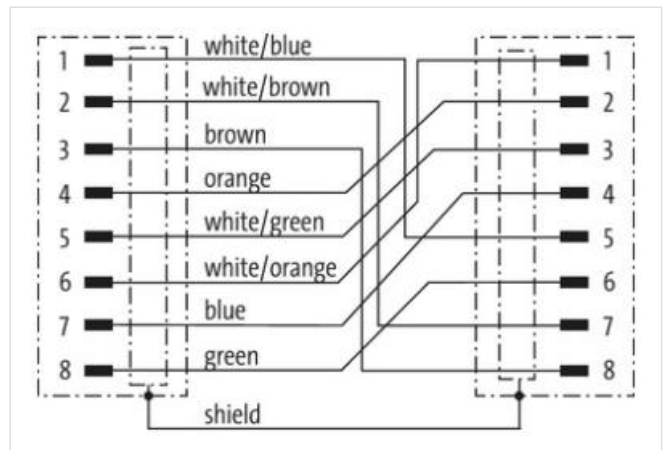 1 white/blue 1
2 white/brown 2
3 brown 3
4 orange 4
5 white/green 5
6 white/orange 6
7 blue 7
8 green 8
shield